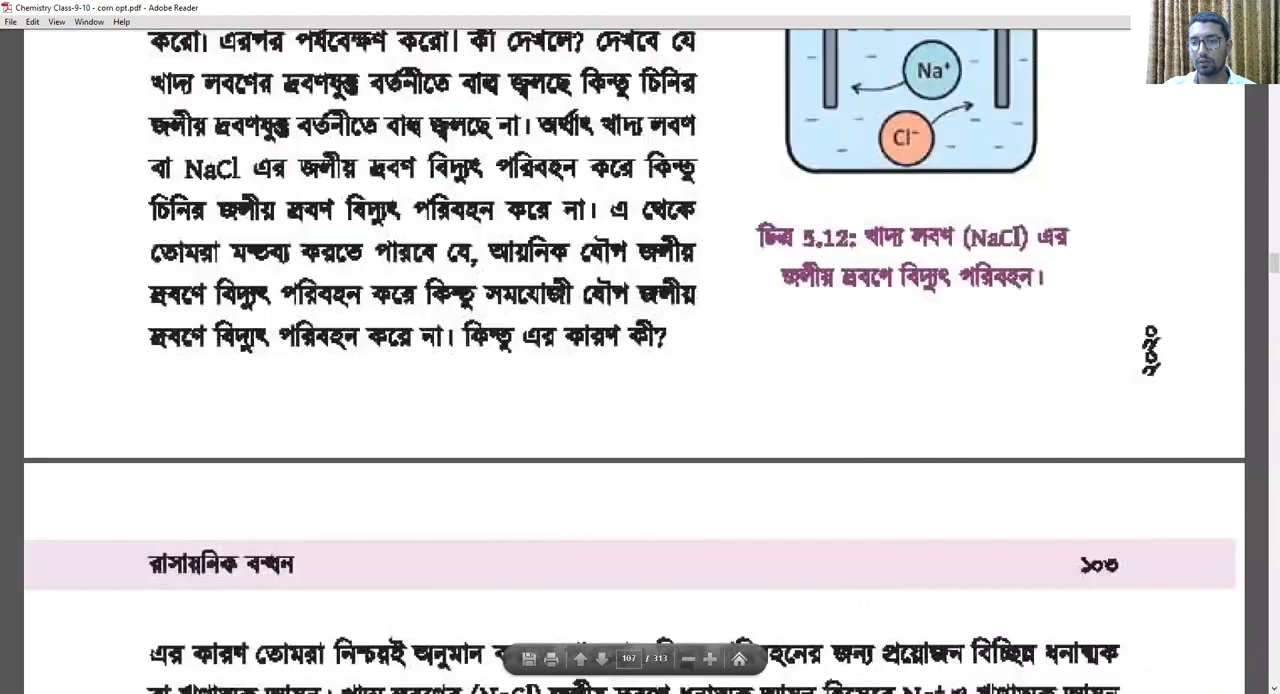 Chemistry Class-9-10 - com opt.pdf - Adobe Reader
File Edit View Window Help
করো। এরপর পর্যবেক্ষণ করো। কী দেখলে? দেখবে যে
খাদ্য লবণের দ্রবণযুক্ত বর্তনীতে বাল্ব জ্বলছে কিন্তু চিনির
জলীয় দ্রবণযুক্ত বর্তনীতে বাল্ব জ্বলছে না। অর্থাৎ খাদ্য লবণ
বা NaCl এর জলীয় দ্রবণ বিদ্যুৎ পরিবহন করে কিন্তু
চিনির জলীয় দ্রবণ বিদ্যুৎ পরিবহন করে না। এ থেকে
তোমরা মন্তব্য করতে পারবে যে, আয়নিক যৌগ জলীয়
দ্রবণে বিদ্যুৎ পরিবহন করে কিন্তু সমযোজী যৌগ জলীয়
দ্রবণে বিদ্যুৎ পরিবহন করে না। কিন্তু এর কারণ কী?
Na⁺
Cl⁻
চিত্র 5.12: খাদ্য লবণ (NaCl) এর
জলীয় দ্রবণে বিদ্যুৎ পরিবহন।
২০২০
রাসায়নিক বন্ধন ১০৩
এর কারণ তোমরা নিশ্চয়ই অনুমান জন্য প্রয়োজন বিচ্ছিন্ন ধনাত্মক
107 / 313